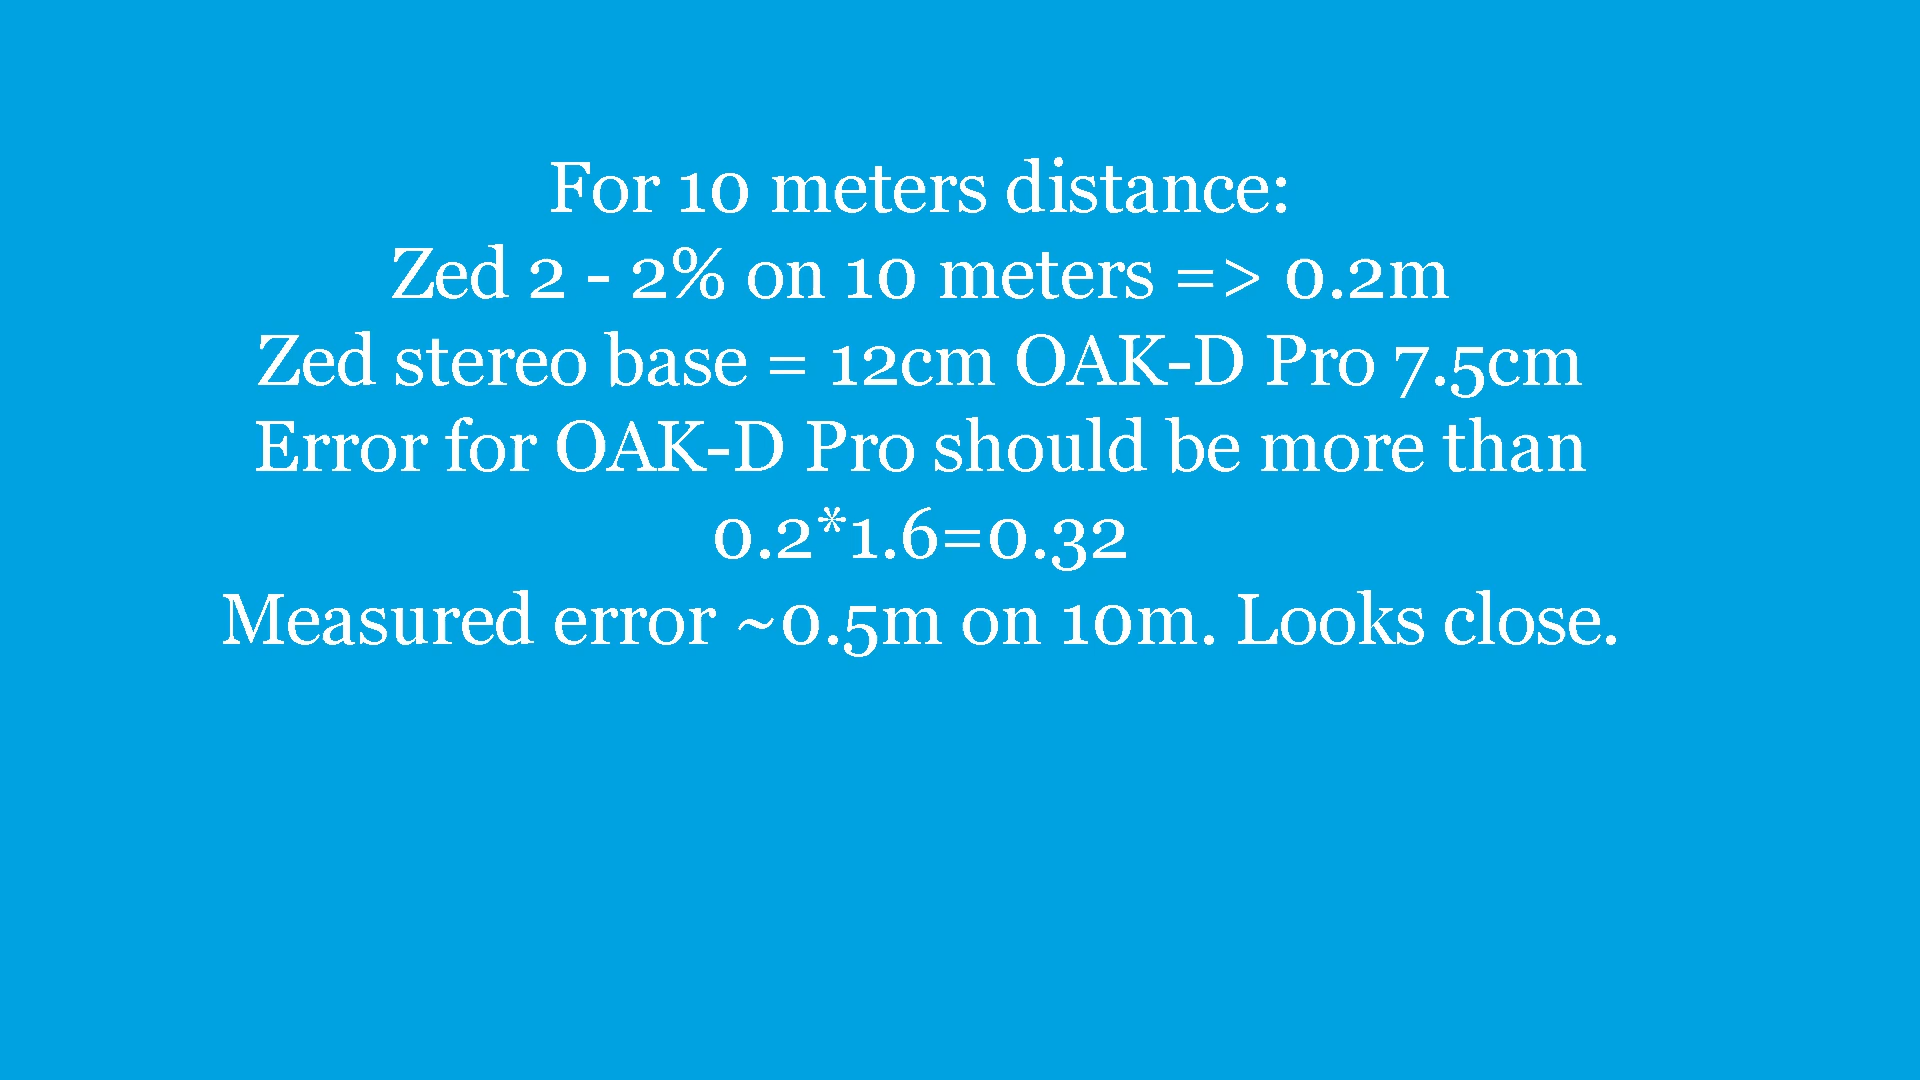 For 10 meters distance:
Zed 2 - 2% on 10 meters => 0.2m
Zed stereo base = 12cm OAK-D Pro 7.5cm
Error for OAK-D Pro should be more than
0.2*1.6=0.32
Measured error ~0.5m on 10m. Looks close.